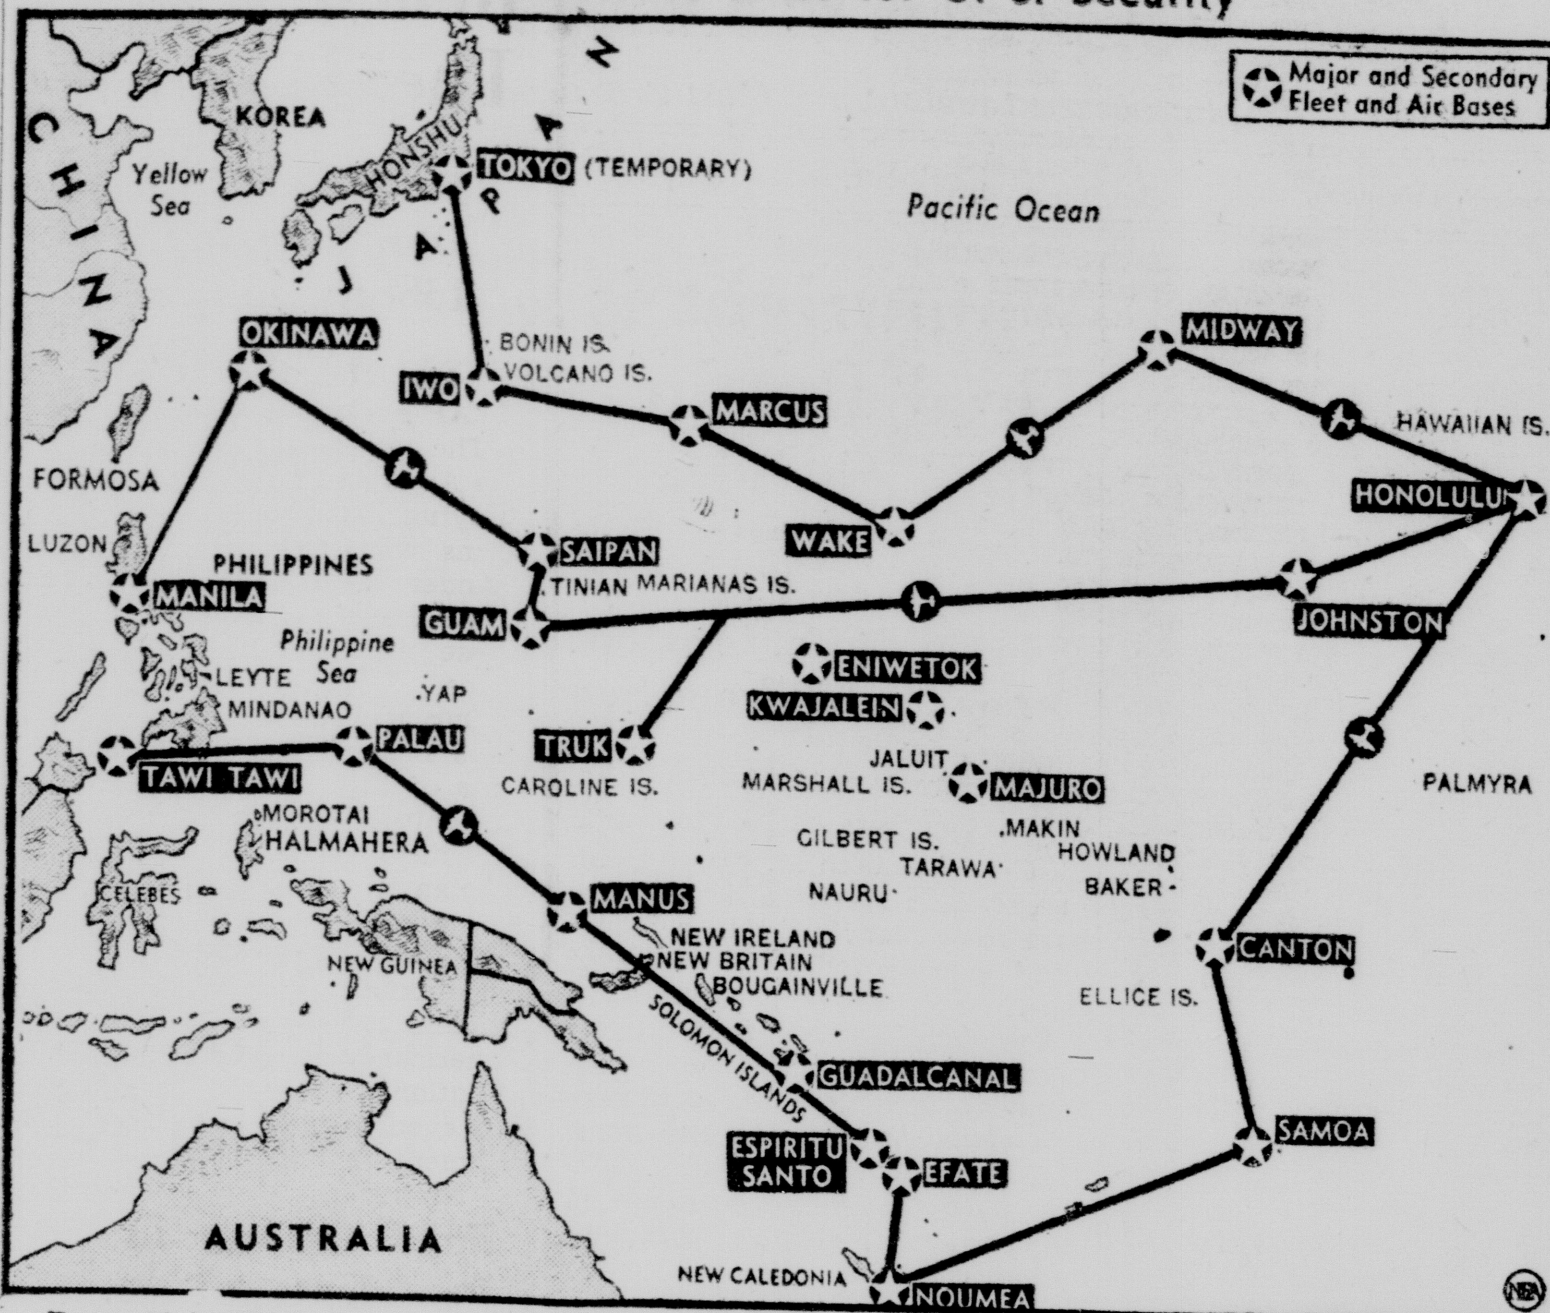 Security
Major and Secondary
Fleet and Air Bases
CHINA
KOREA
Yellow
Sea
JAPAN
HONSHU
TOKYO (TEMPORARY)
Pacific Ocean
OKINAWA
BONIN IS.
VOLCANO IS.
IWO
MARCUS
MIDWAY
HAWAIIAN IS.
FORMOSA
HONOLULU
LUZON
WAKE
SAIPAN
PHILIPPINES
TINIAN MARIANAS IS.
MANILA
GUAM
JOHNSTON
Philippine
Sea
ENIWETOK
LEYTE
YAP
KWAJALEIN
MINDANAO
PALAU
TRUK
JALUIT
TAWI TAWI
CAROLINE IS.
MARSHALL IS.
MAJURO
PALMYRA
MOROTAI
HALMAHERA
GILBERT IS.
MAKIN
HOWLAND
TARAWA
CELEBES
NAURU
BAKER
MANUS
NEW IRELAND
CANTON
NEW GUINEA
NEW BRITAIN
BOUGAINVILLE
ELLICE IS.
SOLOMON ISLANDS
GUADALCANAL
SAMOA
ESPIRITU
SANTO
EFATE
AUSTRALIA
NEW CALEDONIA
NOUMEA
NEA